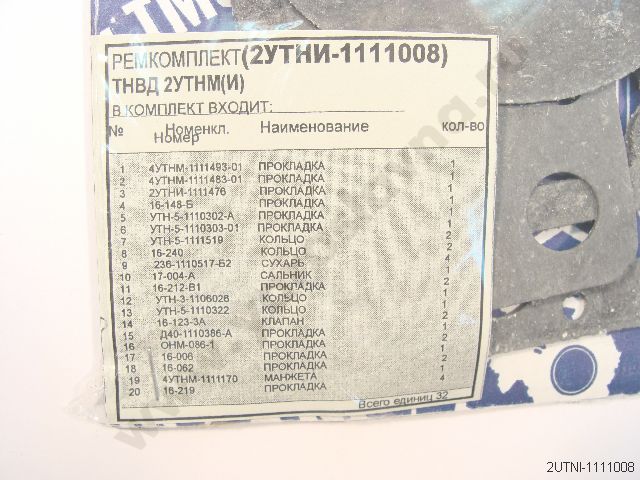 РЕМКОМПЛЕКТ(2УТНИ-1111008)
ТНВД 2УТНМ(И)
В КОМПЛЕКТ ВХОДИТ:
№ Номенкл. Номер Наименование кол-во
1 4УТНМ-1111493-01 ПРОКЛАДКА 1
2 4УТНМ-1111483-01 ПРОКЛАДКА 1
3 2УТНИ-1111476 ПРОКЛАДКА 1
4 16-148-Б ПРОКЛАДКА 1
5 УТН-5-1110302-А ПРОКЛАДКА 1
6 УТН-5-1110303-01 ПРОКЛАДКА 1
7 УТН-5-1111519 КОЛЬЦО 2
8 16-240 КОЛЬЦО 2
9 236-1110517-Б2 СУХАРЬ 4
10 17-004-А САЛЬНИК 1
11 16-212-В1 ПРОКЛАДКА
12 УТН-3-1106028 КОЛЬЦО
13 УТН-5-1110322 КОЛЬЦО
14 16-123-3А КЛАПАН
15 Д40-1110386-А ПРОКЛАДКА
16 ОНМ-086-1 ПРОКЛАДКА
17 16-006 ПРОКЛАДКА 2
18 16-062 ПРОКЛАДКА 1
19 4УТНМ-1111170 МАНЖЕТА 1
20 16-219 ПРОКЛАДКА 4
Всего единиц 32
2UTNI-1111008